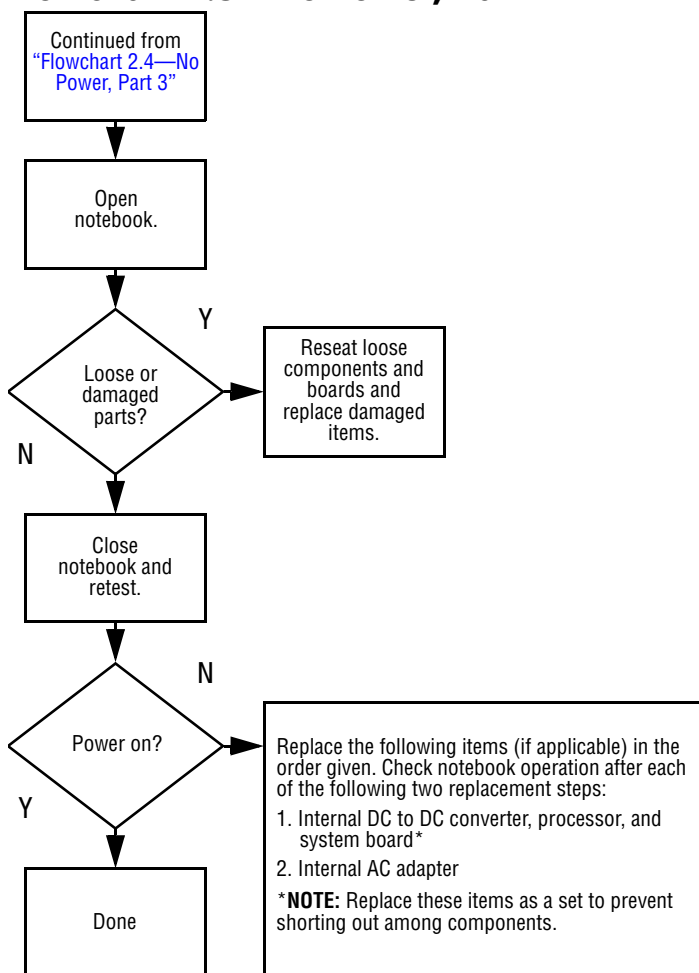 Continued from
“Flowchart 2.4—No
Power, Part 3”
Open
notebook.
Y
Loose or
damaged
parts?
Reseat loose
components and
boards and
replace damaged
items.
N
Close
notebook and
retest.
N
Power on?
Replace the following items (if applicable) in the
order given. Check notebook operation after each
of the following two replacement steps:
1. Internal DC to DC converter, processor, and
system board*
2. Internal AC adapter
*NOTE: Replace these items as a set to prevent
shorting out among components.
Y
Done